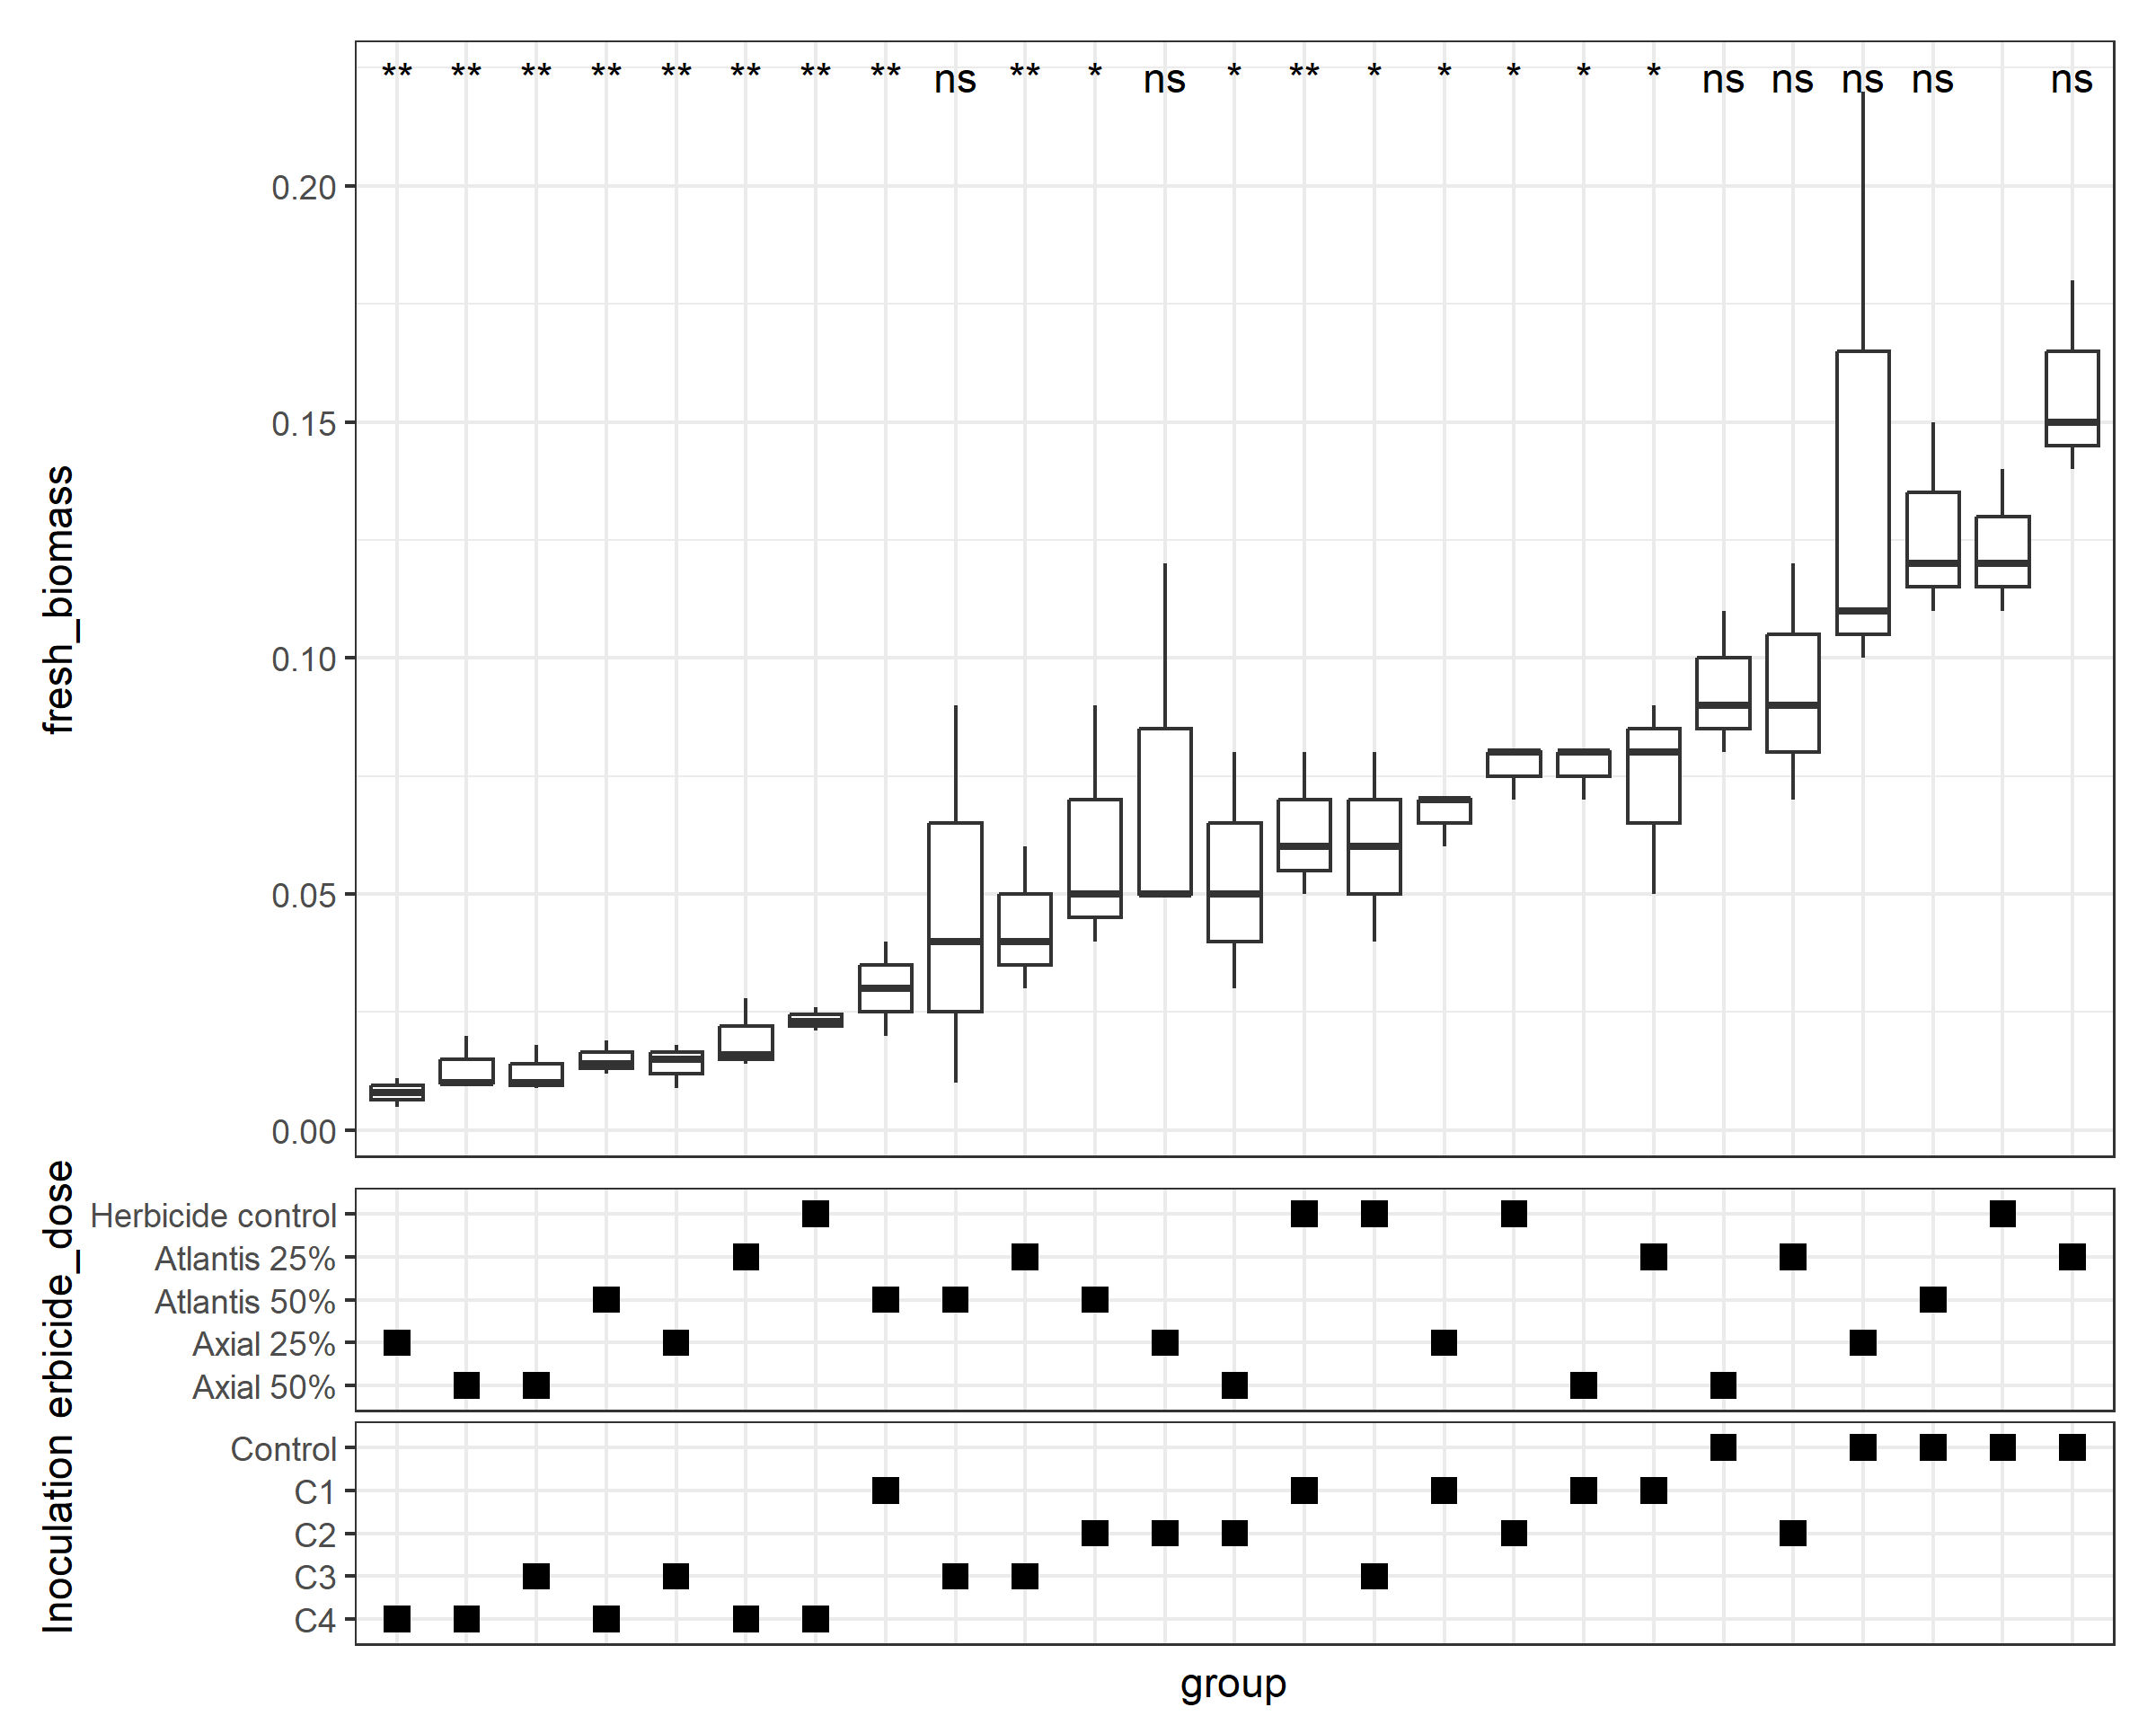 ** ** ** ** ** ** ** ** ns ** * ns * ** * * * * * ns ns ns ns ns
fresh_biomass
0.20
0.15
0.10
0.05
0.00
erbicide_dose
Herbicide control
Atlantis 25%
Atlantis 50%
Axial 25%
Axial 50%
Inoculation
Control
C1
C2
C3
C4
group